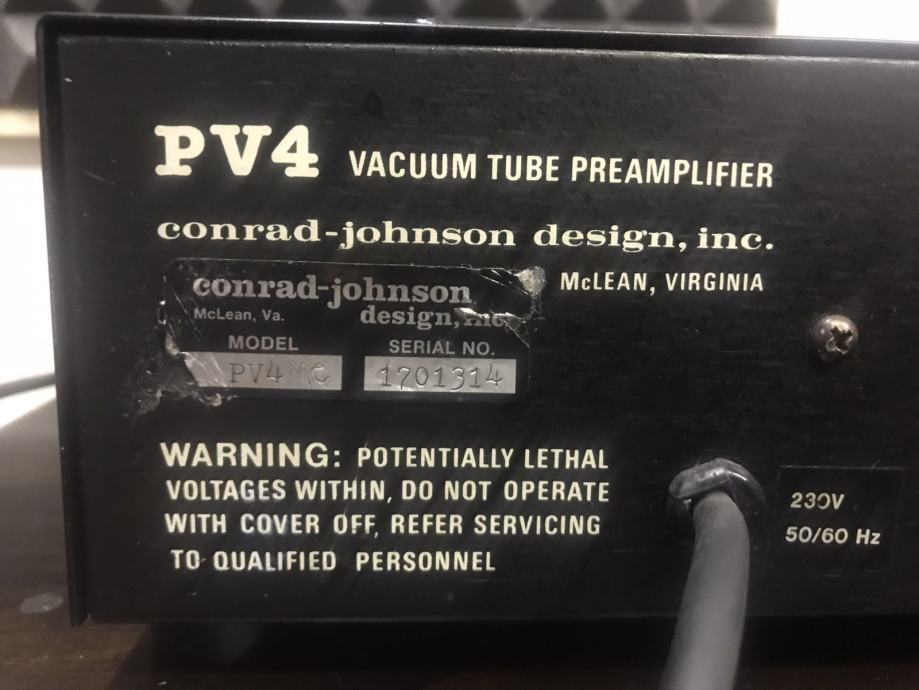 PV4 VACUUM TUBE PREAMPLIFIER
conrad-johnson design, inc.
McLEAN, VIRGINIA
conrad-johnson
McLean, Va. design, inc.
MODEL SERIAL NO.
PV4 1701314
WARNING: POTENTIALLY LETHAL
VOLTAGES WITHIN, DO NOT OPERATE
WITH COVER OFF, REFER SERVICING
TO QUALIFIED PERSONNEL
230V
50/60 Hz